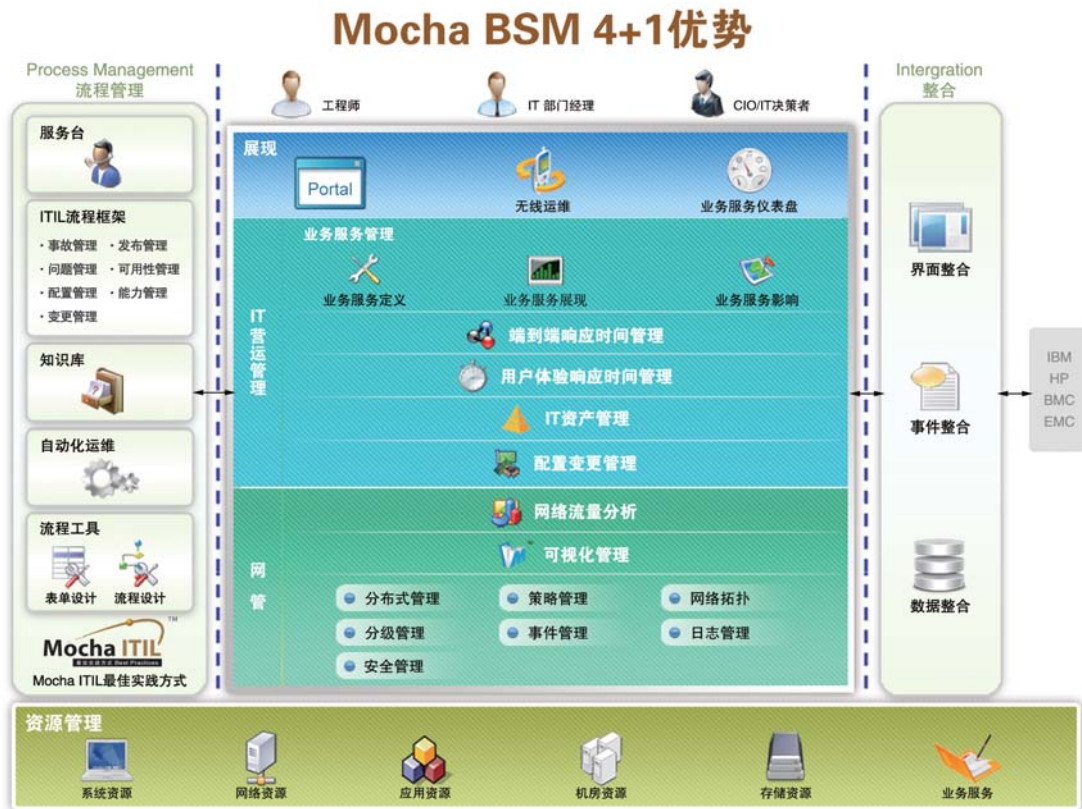 Mocha BSM 4+1优势
Process Management
流程管理
服务台
ITIL流程框架
· 事故管理 · 发布管理
· 问题管理 · 可用性管理
· 配置管理 · 能力管理
· 变更管理
知识库
自动化运维
流程工具
表单设计 流程设计
Mocha ITIL™
最佳实践方式 Best Practices
Mocha ITIL最佳实践方式
工程师
IT 部门经理
CIO/IT决策者
展现
Portal
无线运维
业务服务仪表盘
IT营运管理
业务服务管理
业务服务定义
业务服务展现
业务服务影响
端到端响应时间管理
用户体验响应时间管理
IT资产管理
配置变更管理
网管
网络流量分析
可视化管理
分布式管理
策略管理
网络拓扑
分级管理
事件管理
日志管理
安全管理
Intergration
整合
界面整合
事件整合
数据整合
IBM
HP
BMC
EMC
资源管理
系统资源
网络资源
应用资源
机房资源
存储资源
业务服务